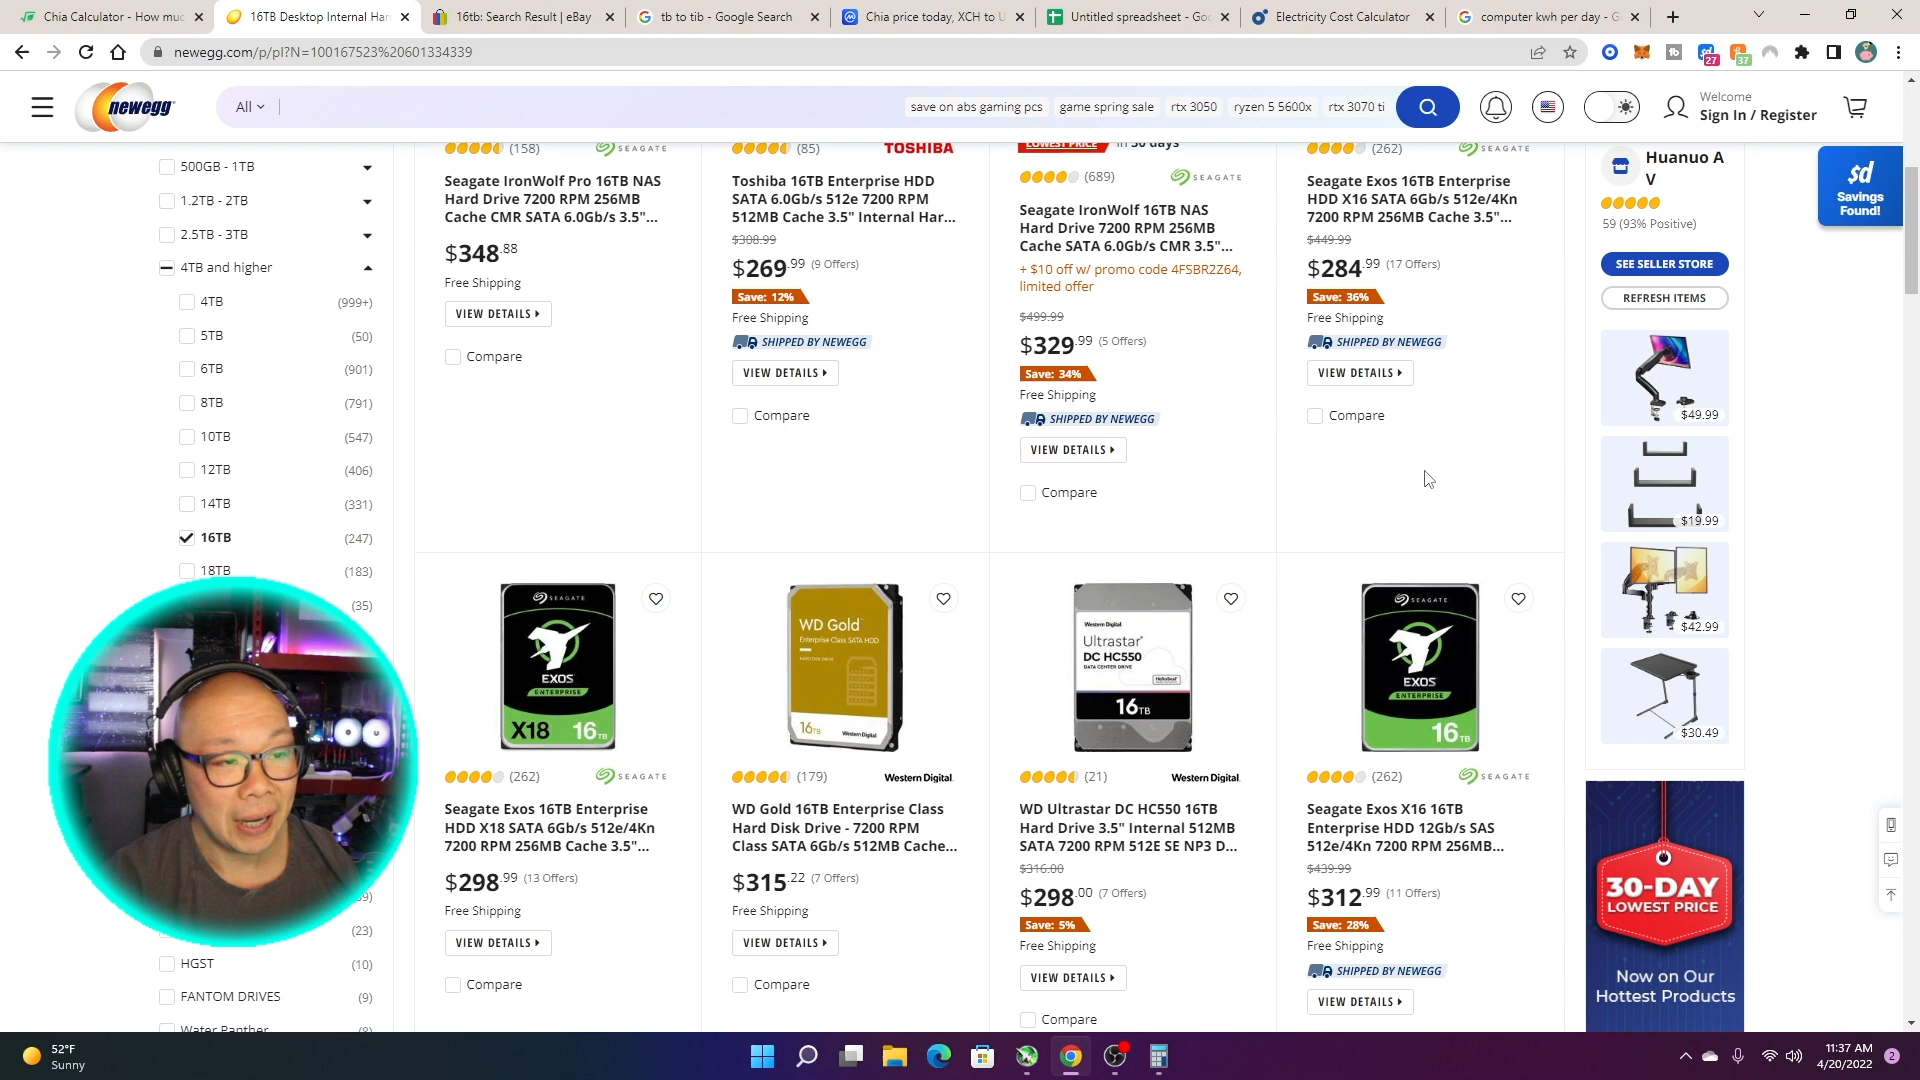 Chia Calculator - How muc
16TB Desktop Internal Har
16tb: Search Result | eBay
tb to tib - Google Search
Chia price today, XCH to U
Untitled spreadsheet - Goo
Electricity Cost Calculator
computer kwh per day - G
newegg.com/p/pl?N=100167523%20601334339
27
37
newegg
All
save on abs gaming pcs
game spring sale
rtx 3050
ryzen 5 5600x
rtx 3070 ti
Welcome
Sign In / Register
500GB - 1TB
1.2TB - 2TB
2.5TB - 3TB
4TB and higher
4TB (999+)
5TB (50)
6TB (901)
8TB (791)
10TB (547)
12TB (406)
14TB (331)
16TB (247)
18TB (183)
(35)
(23)
HGST (10)
FANTOM DRIVES (9)
Water Panther (8)
(158) SEAGATE
Seagate IronWolf Pro 16TB NAS
Hard Drive 7200 RPM 256MB
Cache CMR SATA 6.0Gb/s 3.5"...
$348.88
Free Shipping
VIEW DETAILS
Compare
(85) TOSHIBA
Toshiba 16TB Enterprise HDD
SATA 6.0Gb/s 512e 7200 RPM
512MB Cache 3.5" Internal Har...
$308.99
$269.99 (9 Offers)
Save: 12%
Free Shipping
SHIPPED BY NEWEGG
VIEW DETAILS
Compare
LOWEST PRICE in 30 days
(689) SEAGATE
Seagate IronWolf 16TB NAS
Hard Drive 7200 RPM 256MB
Cache SATA 6.0Gb/s CMR 3.5"...
+ $10 off w/ promo code 4FSBR2Z64,
limited offer
$499.99
$329.99 (5 Offers)
Save: 34%
Free Shipping
SHIPPED BY NEWEGG
VIEW DETAILS
Compare
(262) SEAGATE
Seagate Exos 16TB Enterprise
HDD X16 SATA 6Gb/s 512e/4Kn
7200 RPM 256MB Cache 3.5"...
$449.99
$284.99 (17 Offers)
Save: 36%
Free Shipping
SHIPPED BY NEWEGG
VIEW DETAILS
Compare
SEAGATE
EXOS
ENTERPRISE
X18 16TB
(262) SEAGATE
Seagate Exos 16TB Enterprise
HDD X18 SATA 6Gb/s 512e/4Kn
7200 RPM 256MB Cache 3.5"...
$298.99 (13 Offers)
Free Shipping
VIEW DETAILS
Compare
WD Gold
Enterprise Class SATA HDD
16TB Western Digital
(179) Western Digital.
WD Gold 16TB Enterprise Class
Hard Disk Drive - 7200 RPM
Class SATA 6Gb/s 512MB Cache...
$315.22 (7 Offers)
Free Shipping
VIEW DETAILS
Compare
Western Digital
Ultrastar
DC HC550
DATA CENTER DRIVE
HelioSeal
16TB
(21) Western Digital.
WD Ultrastar DC HC550 16TB
Hard Drive 3.5" Internal 512MB
SATA 7200 RPM 512E SE NP3 D...
$316.00
$298.00 (7 Offers)
Save: 5%
Free Shipping
VIEW DETAILS
Compare
SEAGATE
EXOS
ENTERPRISE
16TB
(262) SEAGATE
Seagate Exos X16 16TB
Enterprise HDD 12Gb/s SAS
512e/4Kn 7200 RPM 256MB...
$439.99
$312.99 (11 Offers)
Save: 28%
Free Shipping
SHIPPED BY NEWEGG
VIEW DETAILS
Huanuo A
V
59 (93% Positive)
SEE SELLER STORE
REFRESH ITEMS
$49.99
$19.99
$42.99
$30.49
$d
Savings
Found!
30-DAY
LOWEST PRICE
Now on Our
Hottest Products
52°F
Sunny
11:37 AM
4/20/2022
2